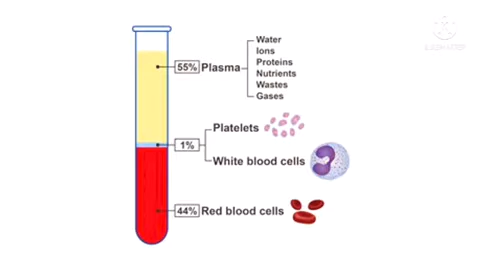 Water
Ions
Proteins
55% Plasma
Nutrients
Wastes
Gases
Platelets
1%
White blood cells
44% Red blood cells